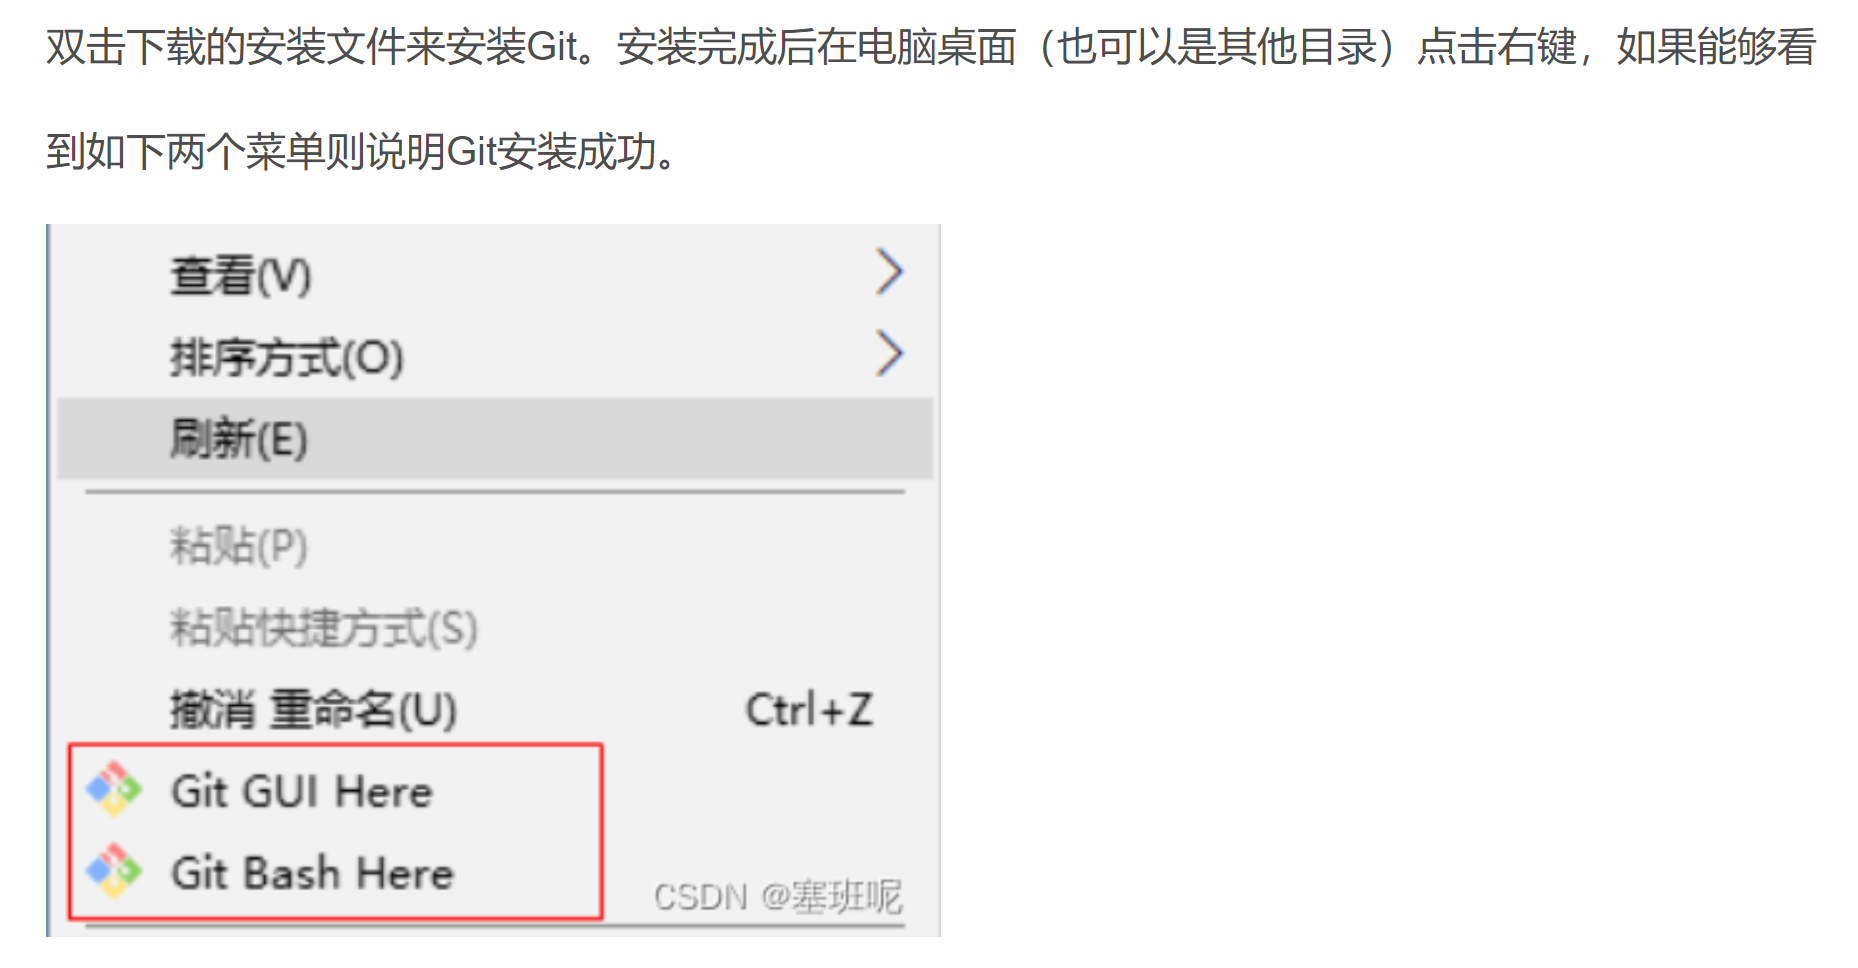 双击下载的安装文件来安装Git。安装完成后在电脑桌面（也可以是其他目录）点击右键，如果能够看
到如下两个菜单则说明Git安装成功。
查看(V)
排序方式(O)
刷新(E)
粘贴(P)
粘贴快捷方式(S)
撤消 重命名(U) Ctrl+Z
Git GUI Here
Git Bash Here
CSDN @塞班呢